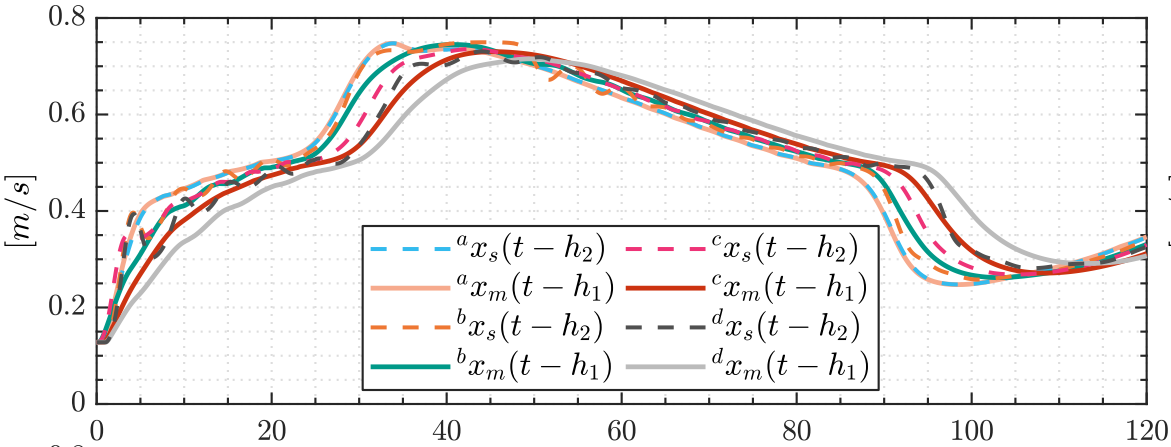 0.8
0.6
0.4
0.2
0
[m/s]
ᵃxₛ(t − h₂)
ᶜxₛ(t − h₂)
ᵃxₘ(t − h₁)
ᶜxₘ(t − h₁)
ᵇxₛ(t − h₂)
ᵈxₛ(t − h₂)
ᵇxₘ(t − h₁)
ᵈxₘ(t − h₁)
0 20 40 60 80 100 120